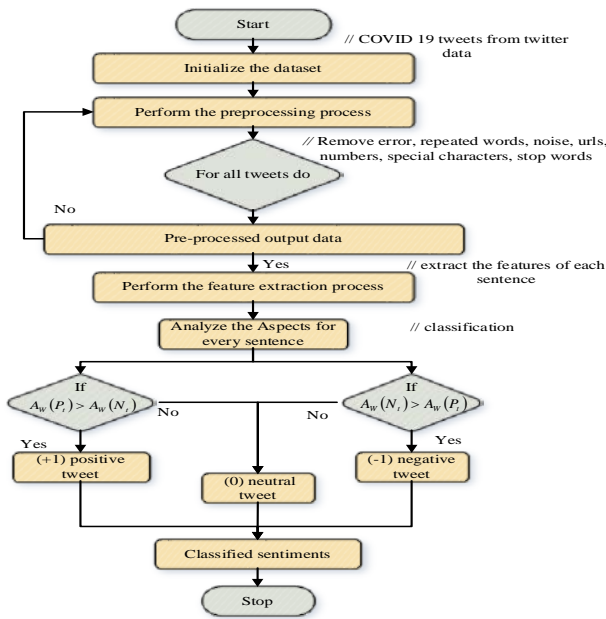 Start
// COVID 19 tweets from twitter
data
Initialize the dataset
Perform the preprocessing process
// Remove error, repeated words, noise, urls,
numbers, special characters, stop words
For all tweets do
No
Pre-processed output data
Yes
// extract the features of each
sentence
Perform the feature extraction process
Analyze the Aspects for
every sentence
// classification
If
A_W(P_t) > A_W(N_t)
No
No
If
A_W(N_t) > A_W(P_t)
Yes
Yes
(+1) positive
tweet
(0) neutral
tweet
(-1) negative
tweet
Classified sentiments
Stop